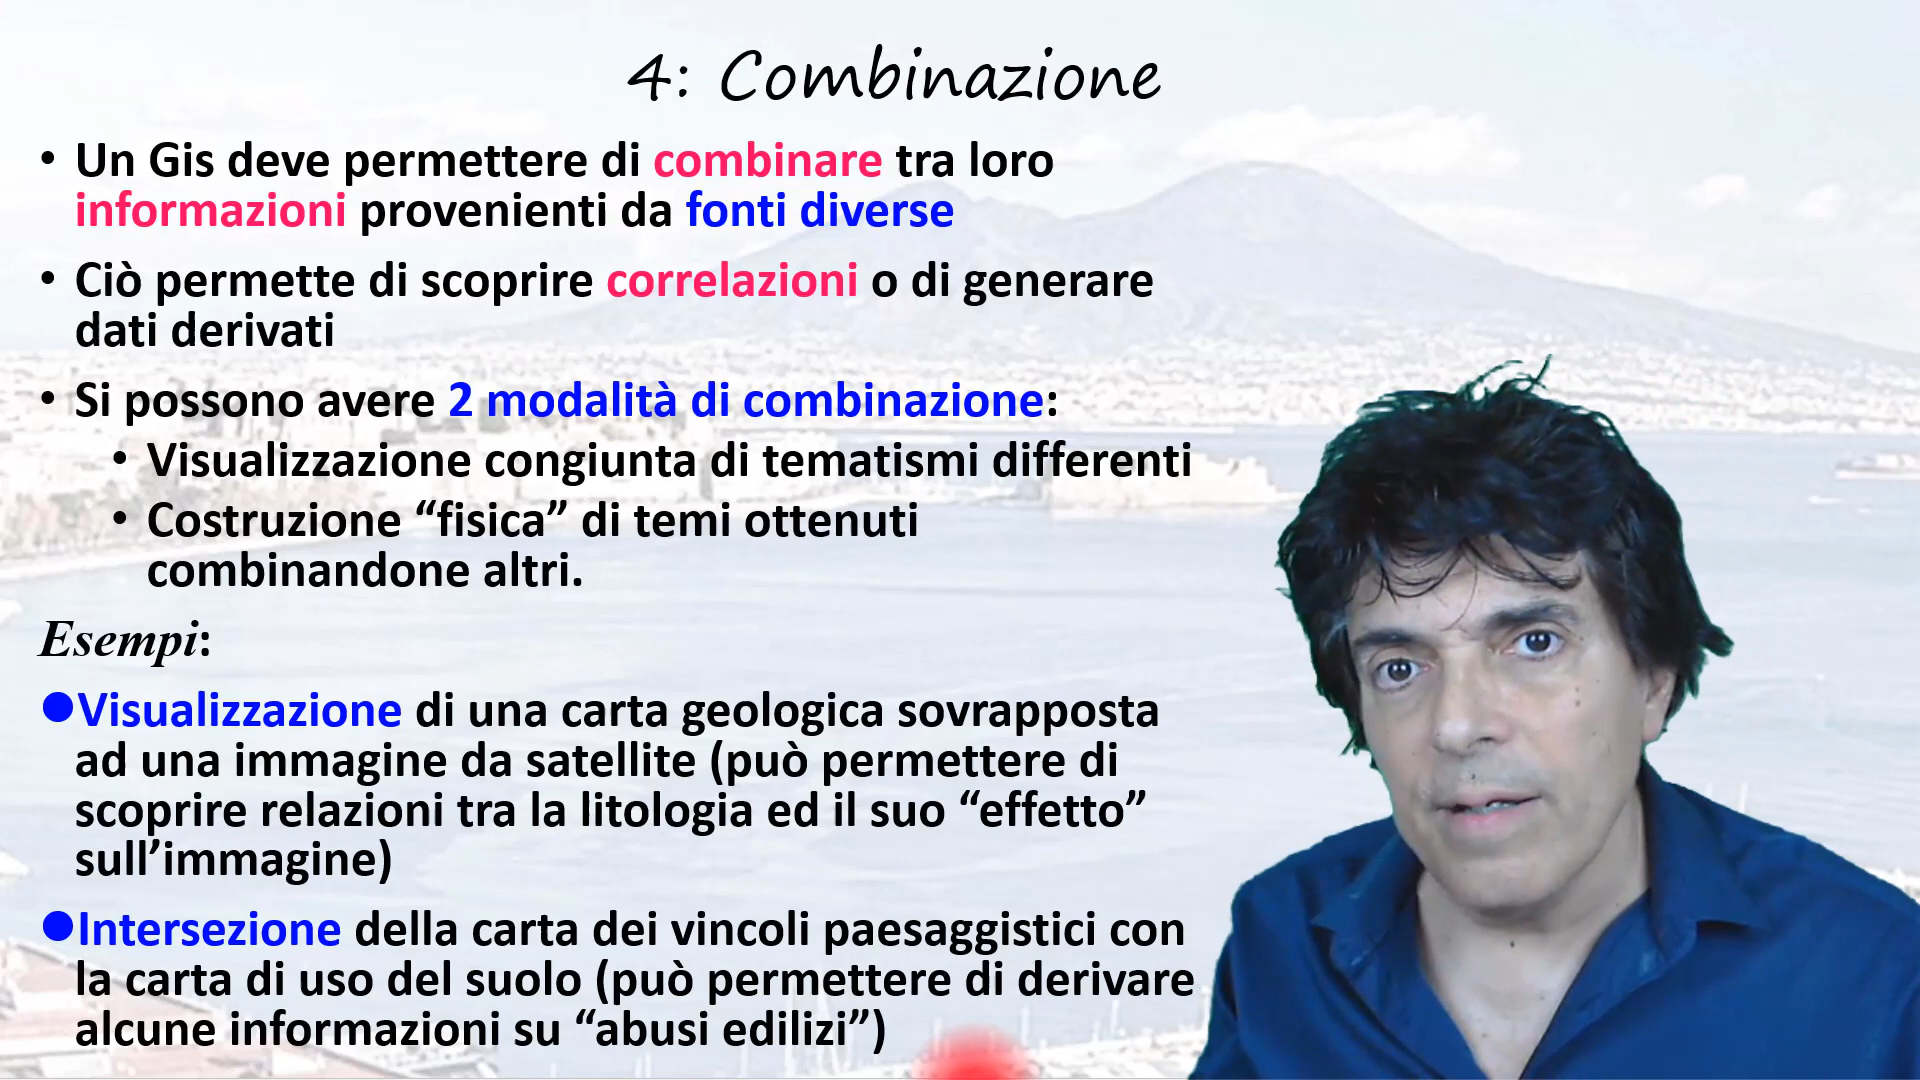 4: Combinazione
• Un Gis deve permettere di combinare tra loro
informazioni provenienti da fonti diverse
• Ciò permette di scoprire correlazioni o di generare
dati derivati
• Si possono avere 2 modalità di combinazione:
• Visualizzazione congiunta di tematismi differenti
• Costruzione “fisica” di temi ottenuti
combinandone altri.
Esempi:
●Visualizzazione di una carta geologica sovrapposta
ad una immagine da satellite (può permettere di
scoprire relazioni tra la litologia ed il suo “effetto”
sull’immagine)
●Intersezione della carta dei vincoli paesaggistici con
la carta di uso del suolo (può permettere di derivare
alcune informazioni su “abusi edilizi”)